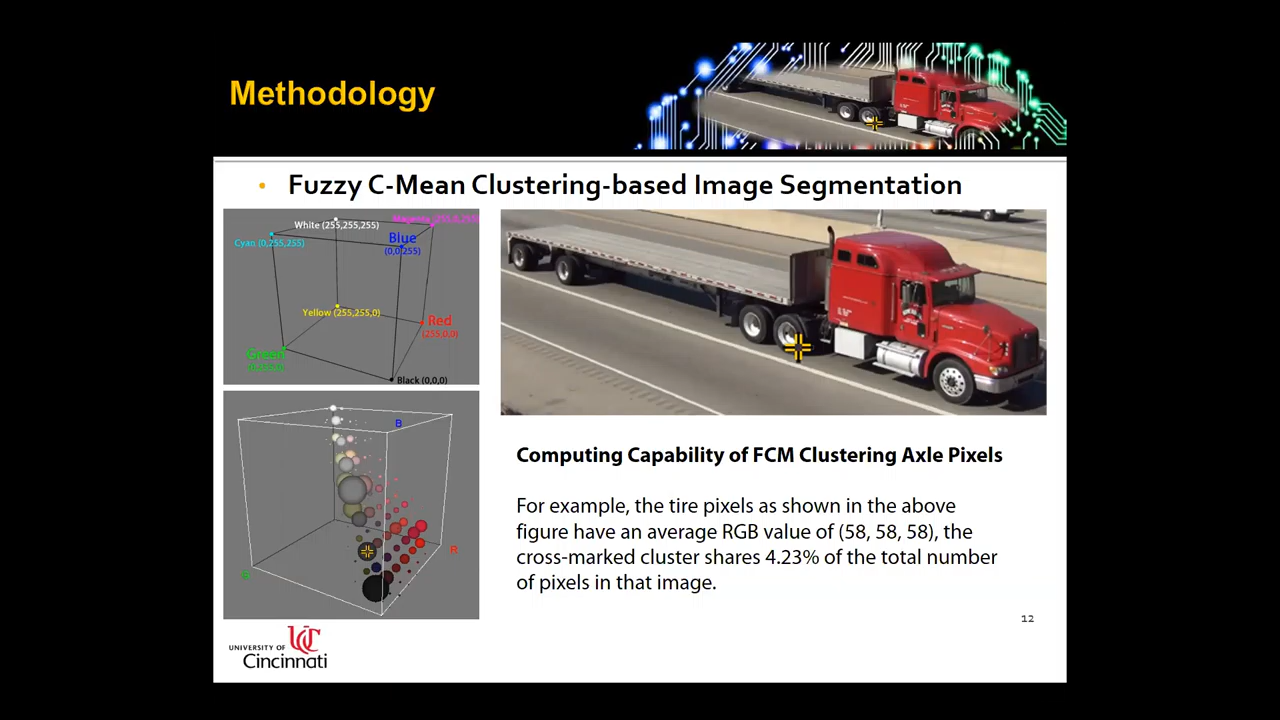 Methodology
• Fuzzy C-Mean Clustering-based Image Segmentation
White (255,255,255)
Cyan (0,255,255)
Blue
(0,0,255)
Yellow (255,255,0)
Red
(255,0,0)
Green
Black (0,0,0)
B
R
Computing Capability of FCM Clustering Axle Pixels
For example, the tire pixels as shown in the above
figure have an average RGB value of (58, 58, 58), the
cross-marked cluster shares 4.23% of the total number
of pixels in that image.
12
UNIVERSITY OF
Cincinnati